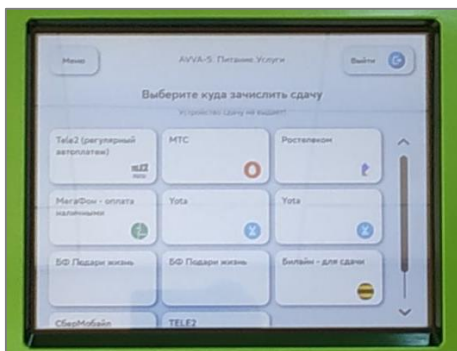 Меню
AVVA-S. Питание Услуги
Выйти
Выберите куда зачислить сдачу
Устройство сдачу не выдает!
Tele2 (регулярный
автоплатеж)
TELE2
МТС
Ростелеком
МегаФон - оплата
наличными
Yota
Yota
БФ Подари жизнь
БФ Подари жизнь
Билайн - для сдачи
СберМобайл
TELE2